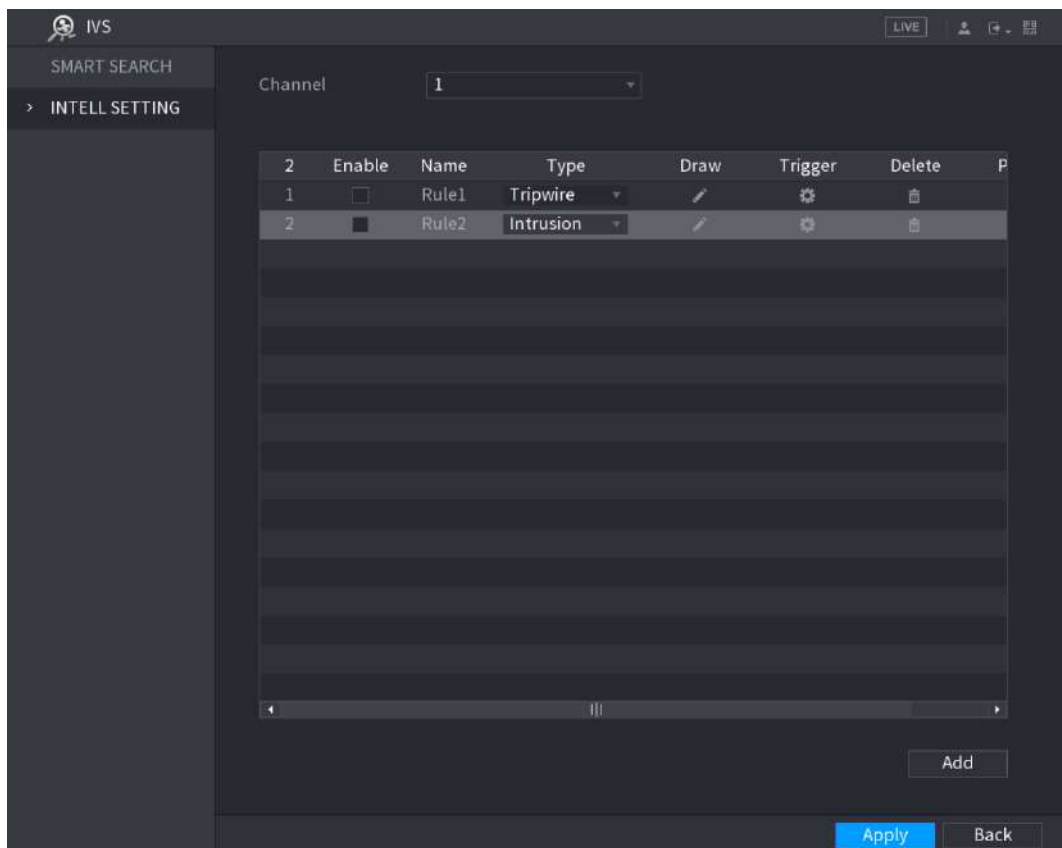 IVS
LIVE
SMART SEARCH
> INTELL SETTING
Channel 1
2 Enable Name Type Draw Trigger Delete P
1 Rule1 Tripwire
2 Rule2 Intrusion
Add
Apply Back